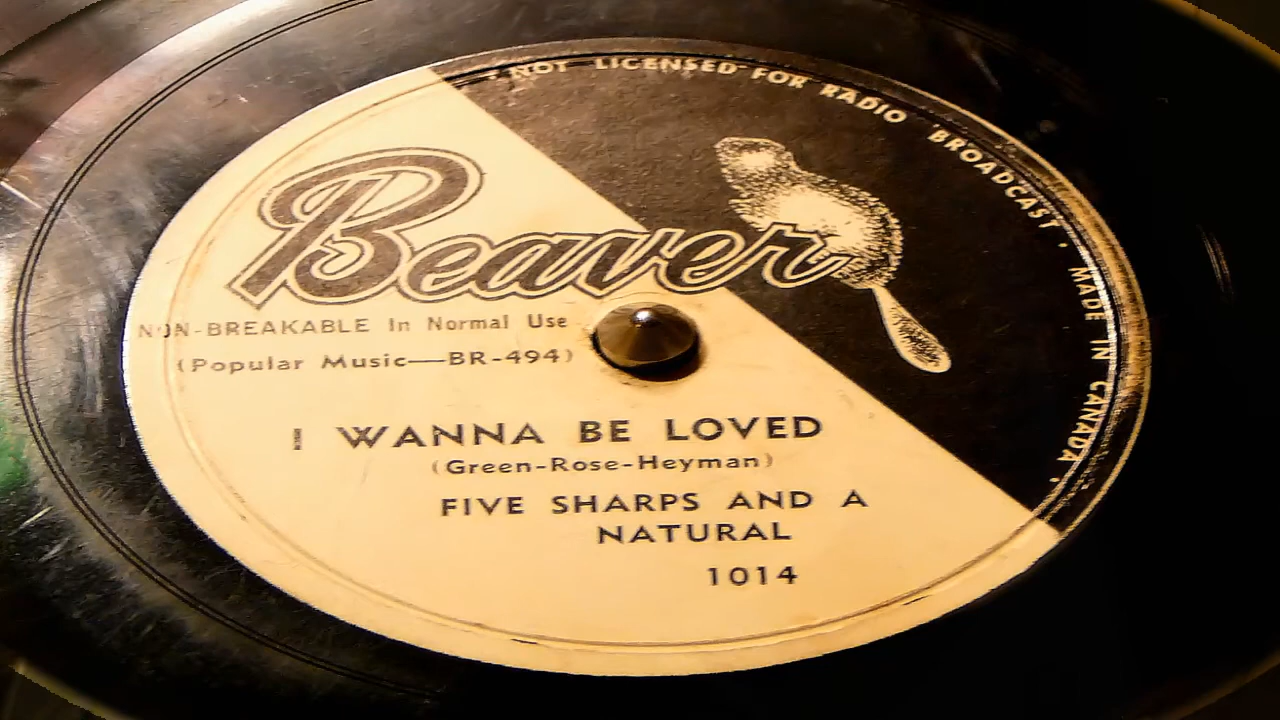 · NOT LICENSED FOR RADIO BROADCAST · MADE IN CANADA ·
Beaver
NON-BREAKABLE In Normal Use
(Popular Music—BR-494)
I WANNA BE LOVED
(Green-Rose-Heyman)
FIVE SHARPS AND A
NATURAL
1014